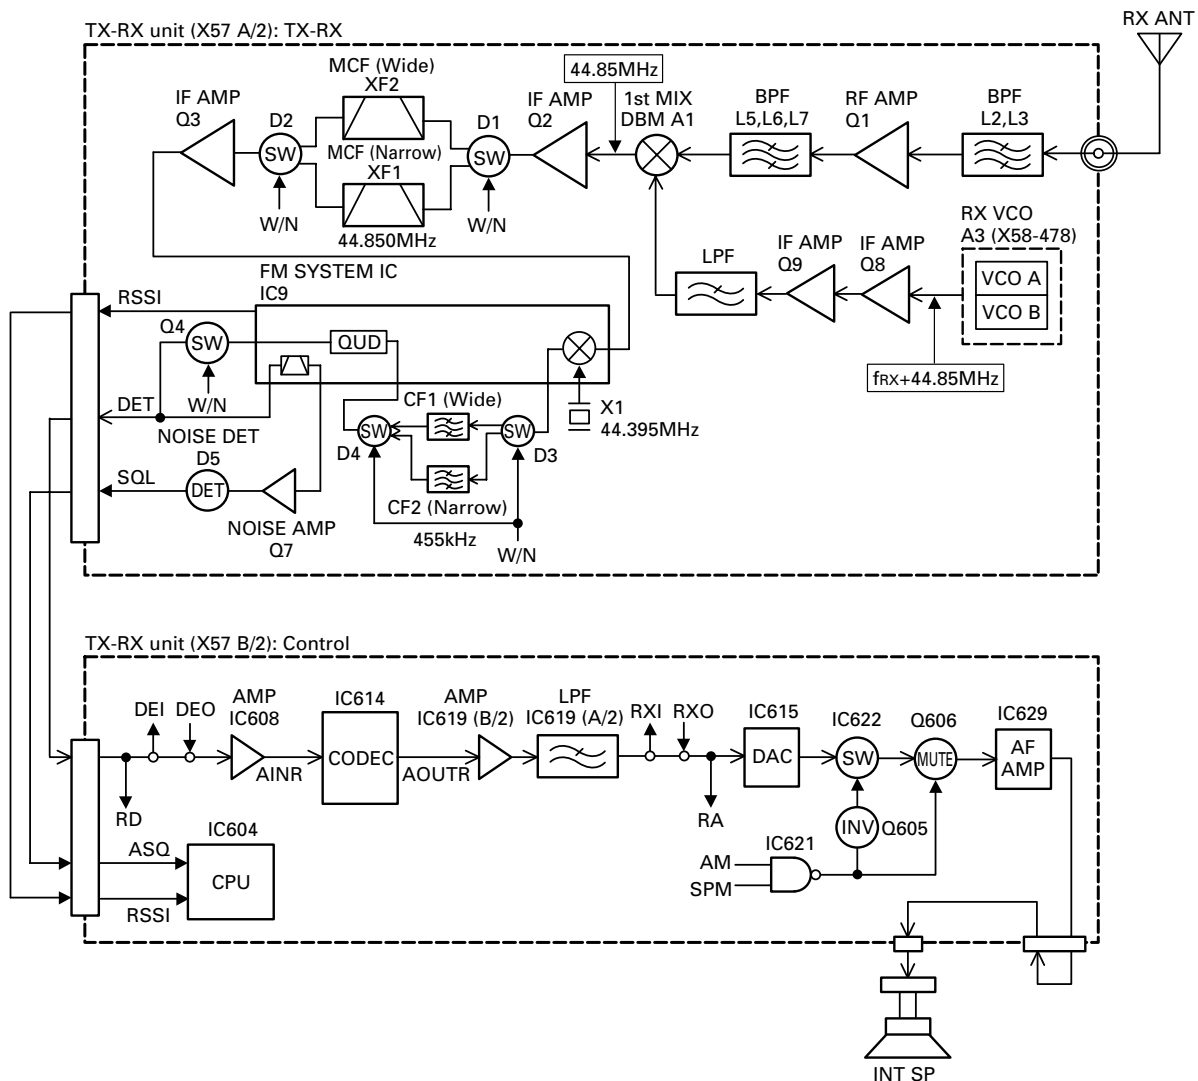 TX-RX unit (X57 A/2): TX-RX
RX ANT
MCF (Wide)
XF2
IF AMP
Q3
D2
SW
MCF (Narrow)
XF1
44.850MHz
W/N
D1
SW
W/N
IF AMP
Q2
44.85MHz
1st MIX
DBM A1
BPF
L5,L6,L7
RF AMP
Q1
BPF
L2,L3
RX VCO
A3 (X58-478)
VCO A
VCO B
LPF
IF AMP
Q9
IF AMP
Q8
fRX+44.85MHz
FM SYSTEM IC
IC9
RSSI
Q4
SW
W/N
QUD
DET
NOISE DET
D5
DET
SQL
NOISE AMP
Q7
CF1 (Wide)
SW
D4
SW
D3
CF2 (Narrow)
455kHz
W/N
X1
44.395MHz
TX-RX unit (X57 B/2): Control
DEI
DEO
AMP
IC608
AINR
IC614
CODEC
AOUTR
AMP
IC619 (B/2)
LPF
IC619 (A/2)
RXI
RXO
IC615
DAC
IC622
SW
Q606
MUTE
IC629
AF
AMP
RD
RA
INV
Q605
IC604
CPU
ASQ
RSSI
IC621
AM
SPM
INT SP